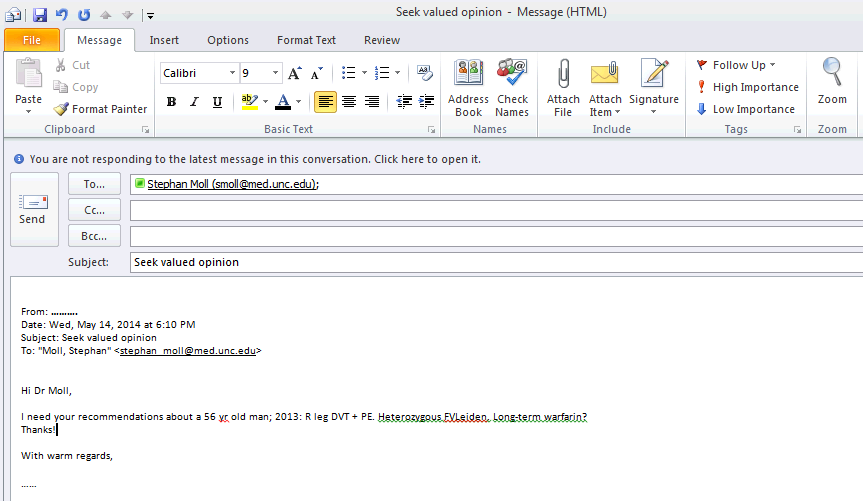 Seek valued opinion - Message (HTML)
File Message Insert Options Format Text Review
Paste
Cut
Copy
Format Painter
Clipboard
Calibri 9 A A
B I U ab A
Basic Text
Address Book
Check Names
Names
Attach File
Attach Item
Signature
Include
Follow Up
High Importance
Low Importance
Tags
Zoom
Zoom
You are not responding to the latest message in this conversation. Click here to open it.
Send
To... Stephan Moll (smoll@med.unc.edu);
Cc...
Bcc...
Subject: Seek valued opinion
From: ..........
Date: Wed, May 14, 2014 at 6:10 PM
Subject: Seek valued opinion
To: "Moll, Stephan" <stephan_moll@med.unc.edu>
Hi Dr Moll,
I need your recommendations about a 56 yr old man; 2013: R leg DVT + PE. Heterozygous FVLeiden. Long-term warfarin?
Thanks!
With warm regards,
......